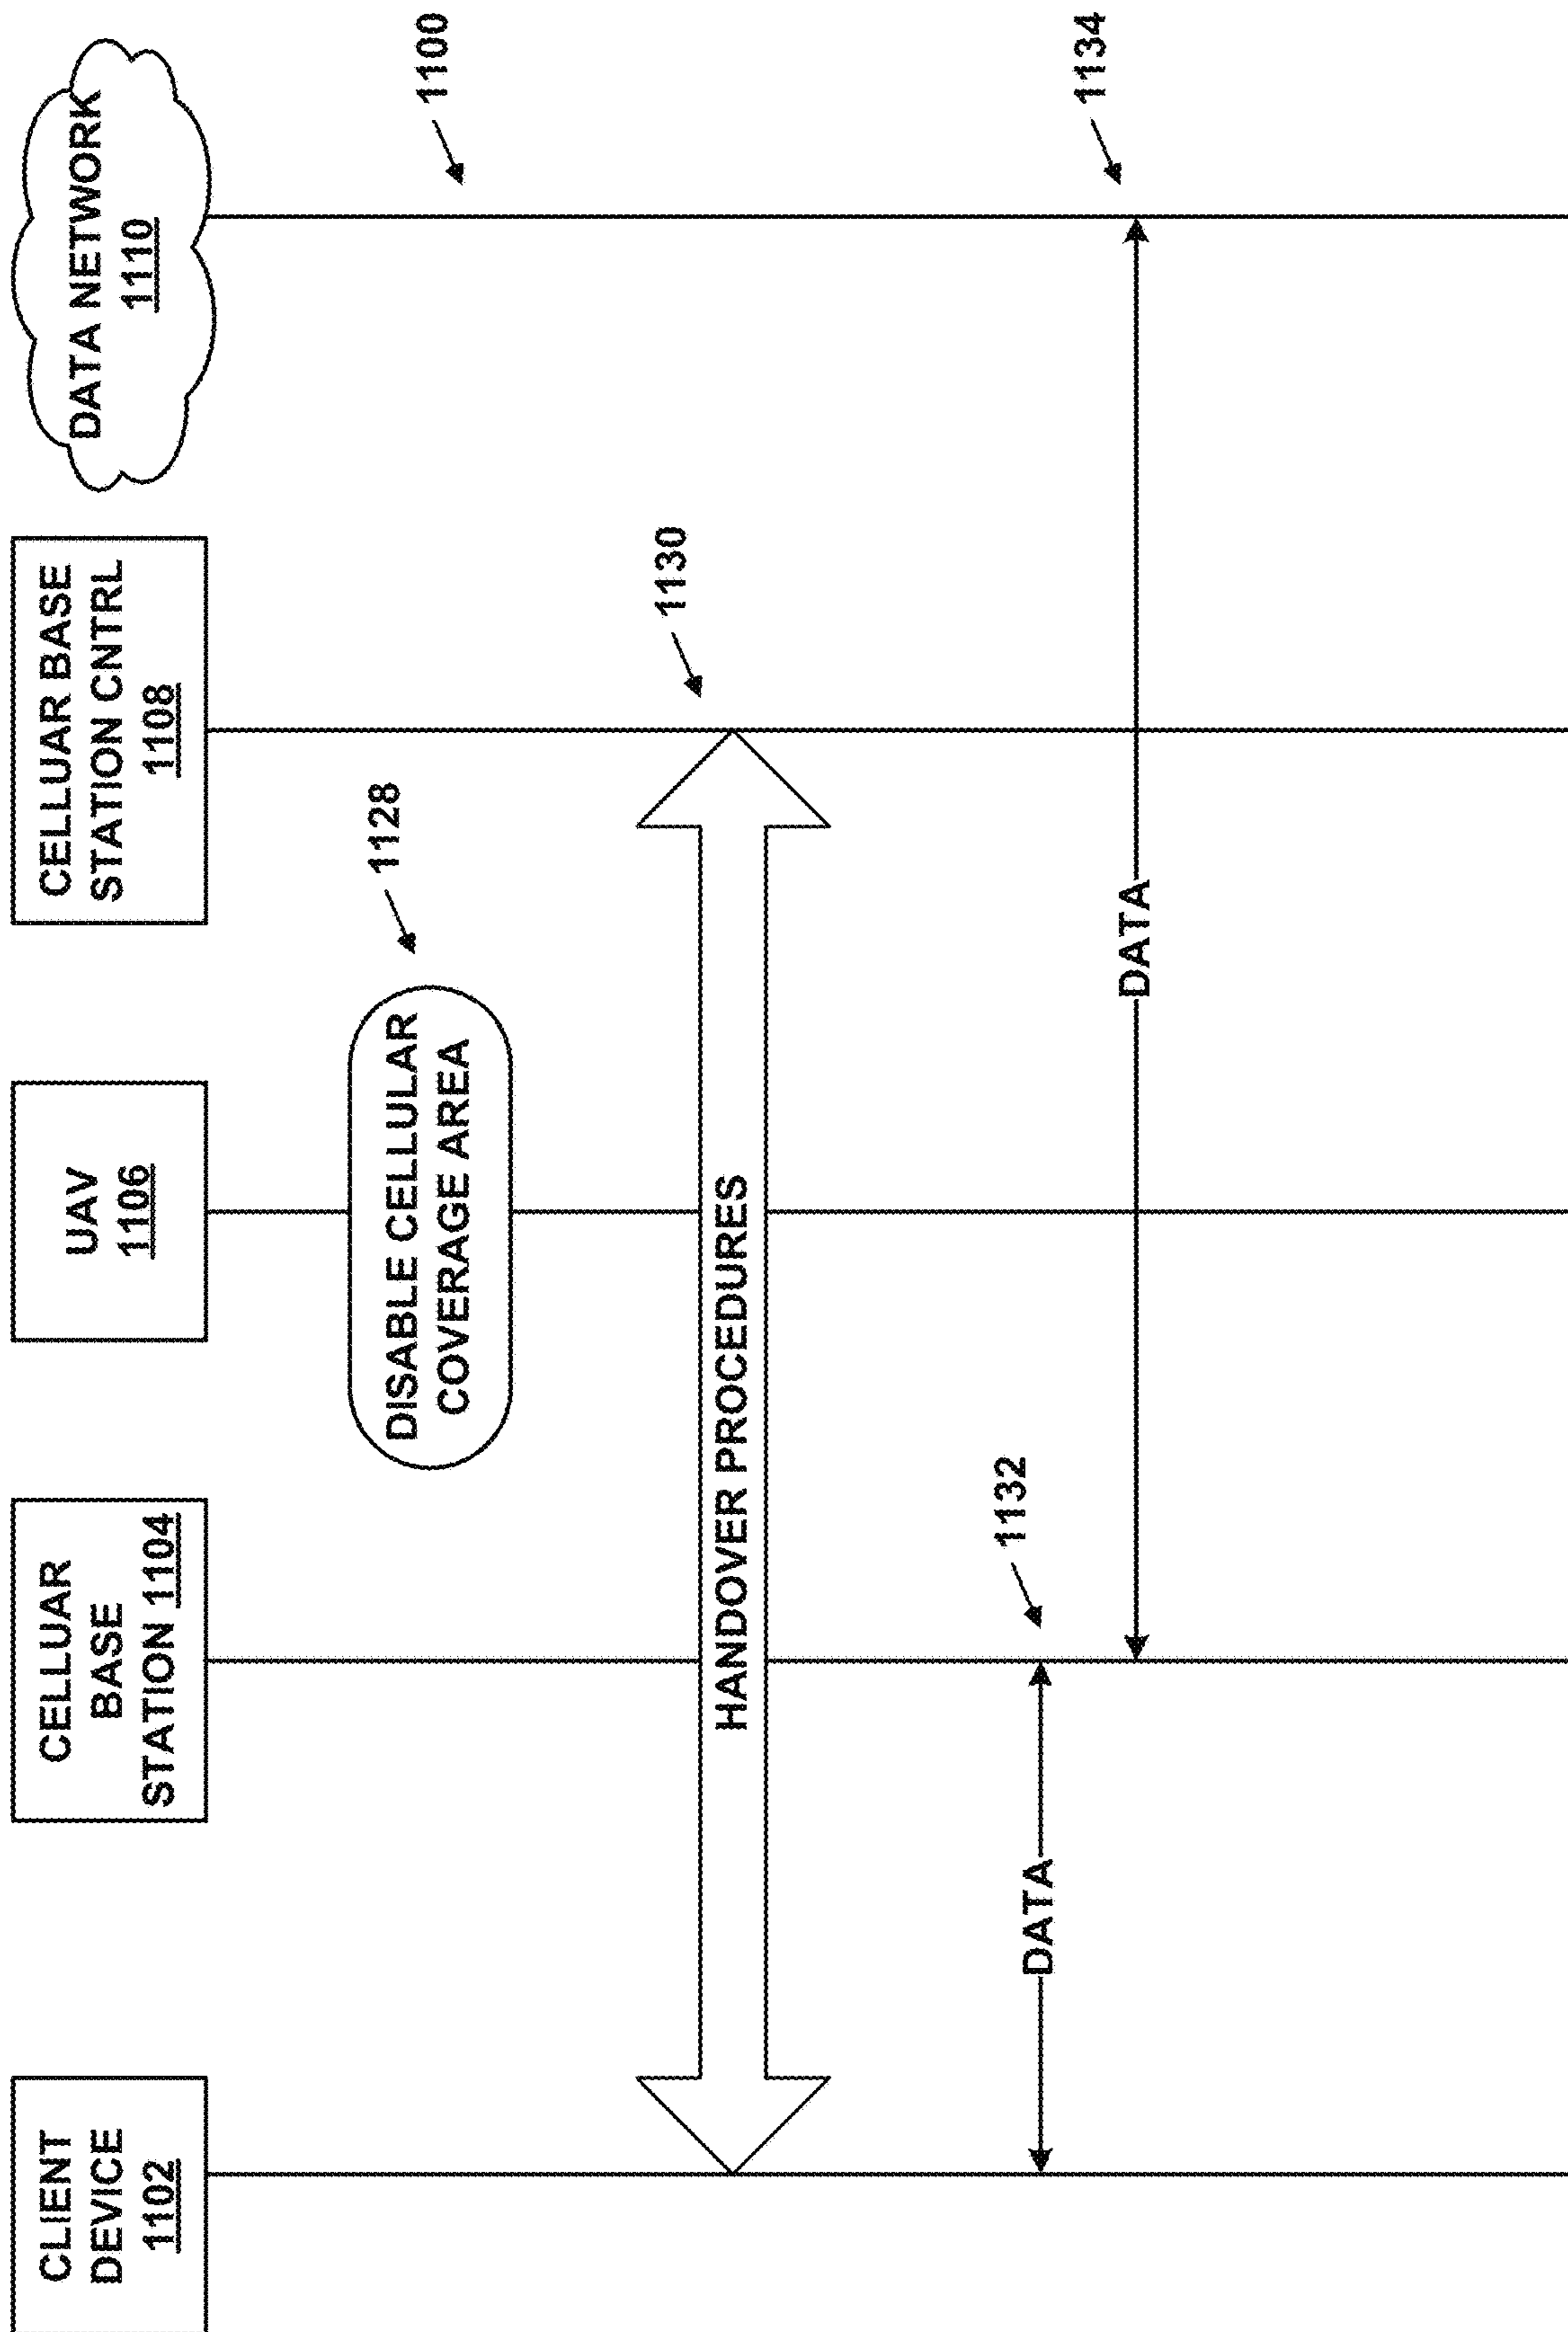 CLIENT
DEVICE
1102
CELLUAR
BASE
STATION 1104
UAV
1106
CELLUAR BASE
STATION CNTRL
1108
DATA NETWORK
1110
1100
DISABLE CELLULAR
COVERAGE AREA
1128
HANDOVER PROCEDURES
1130
DATA
1132
DATA
1134